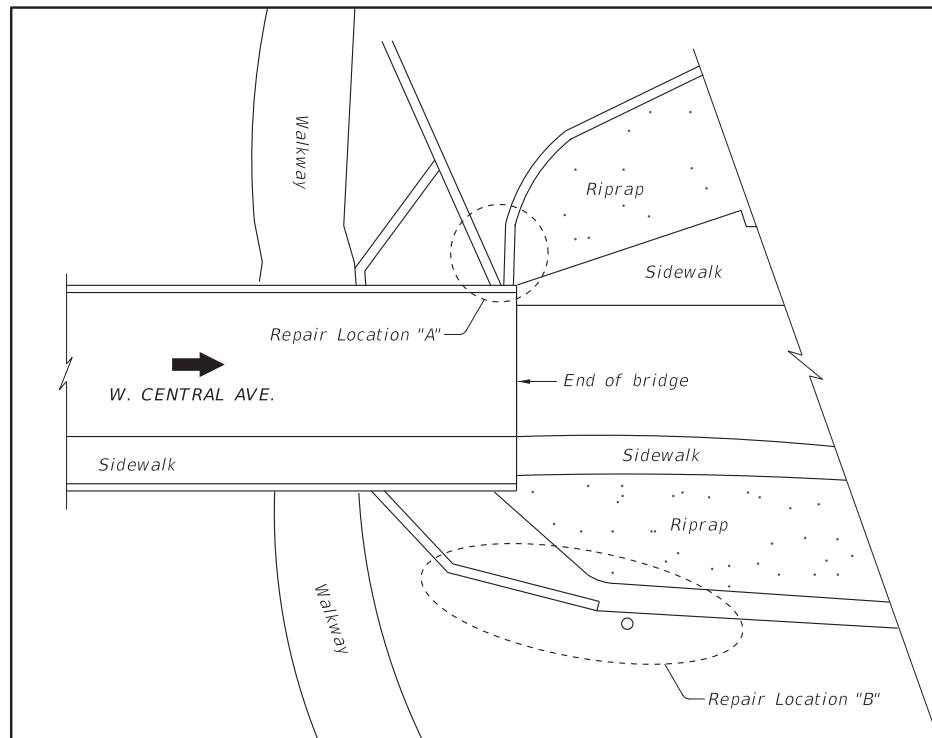 Walkway
Riprap
Sidewalk
Repair Location "A"
End of bridge
W. CENTRAL AVE.
Sidewalk
Sidewalk
Riprap
Walkway
Repair Location "B"